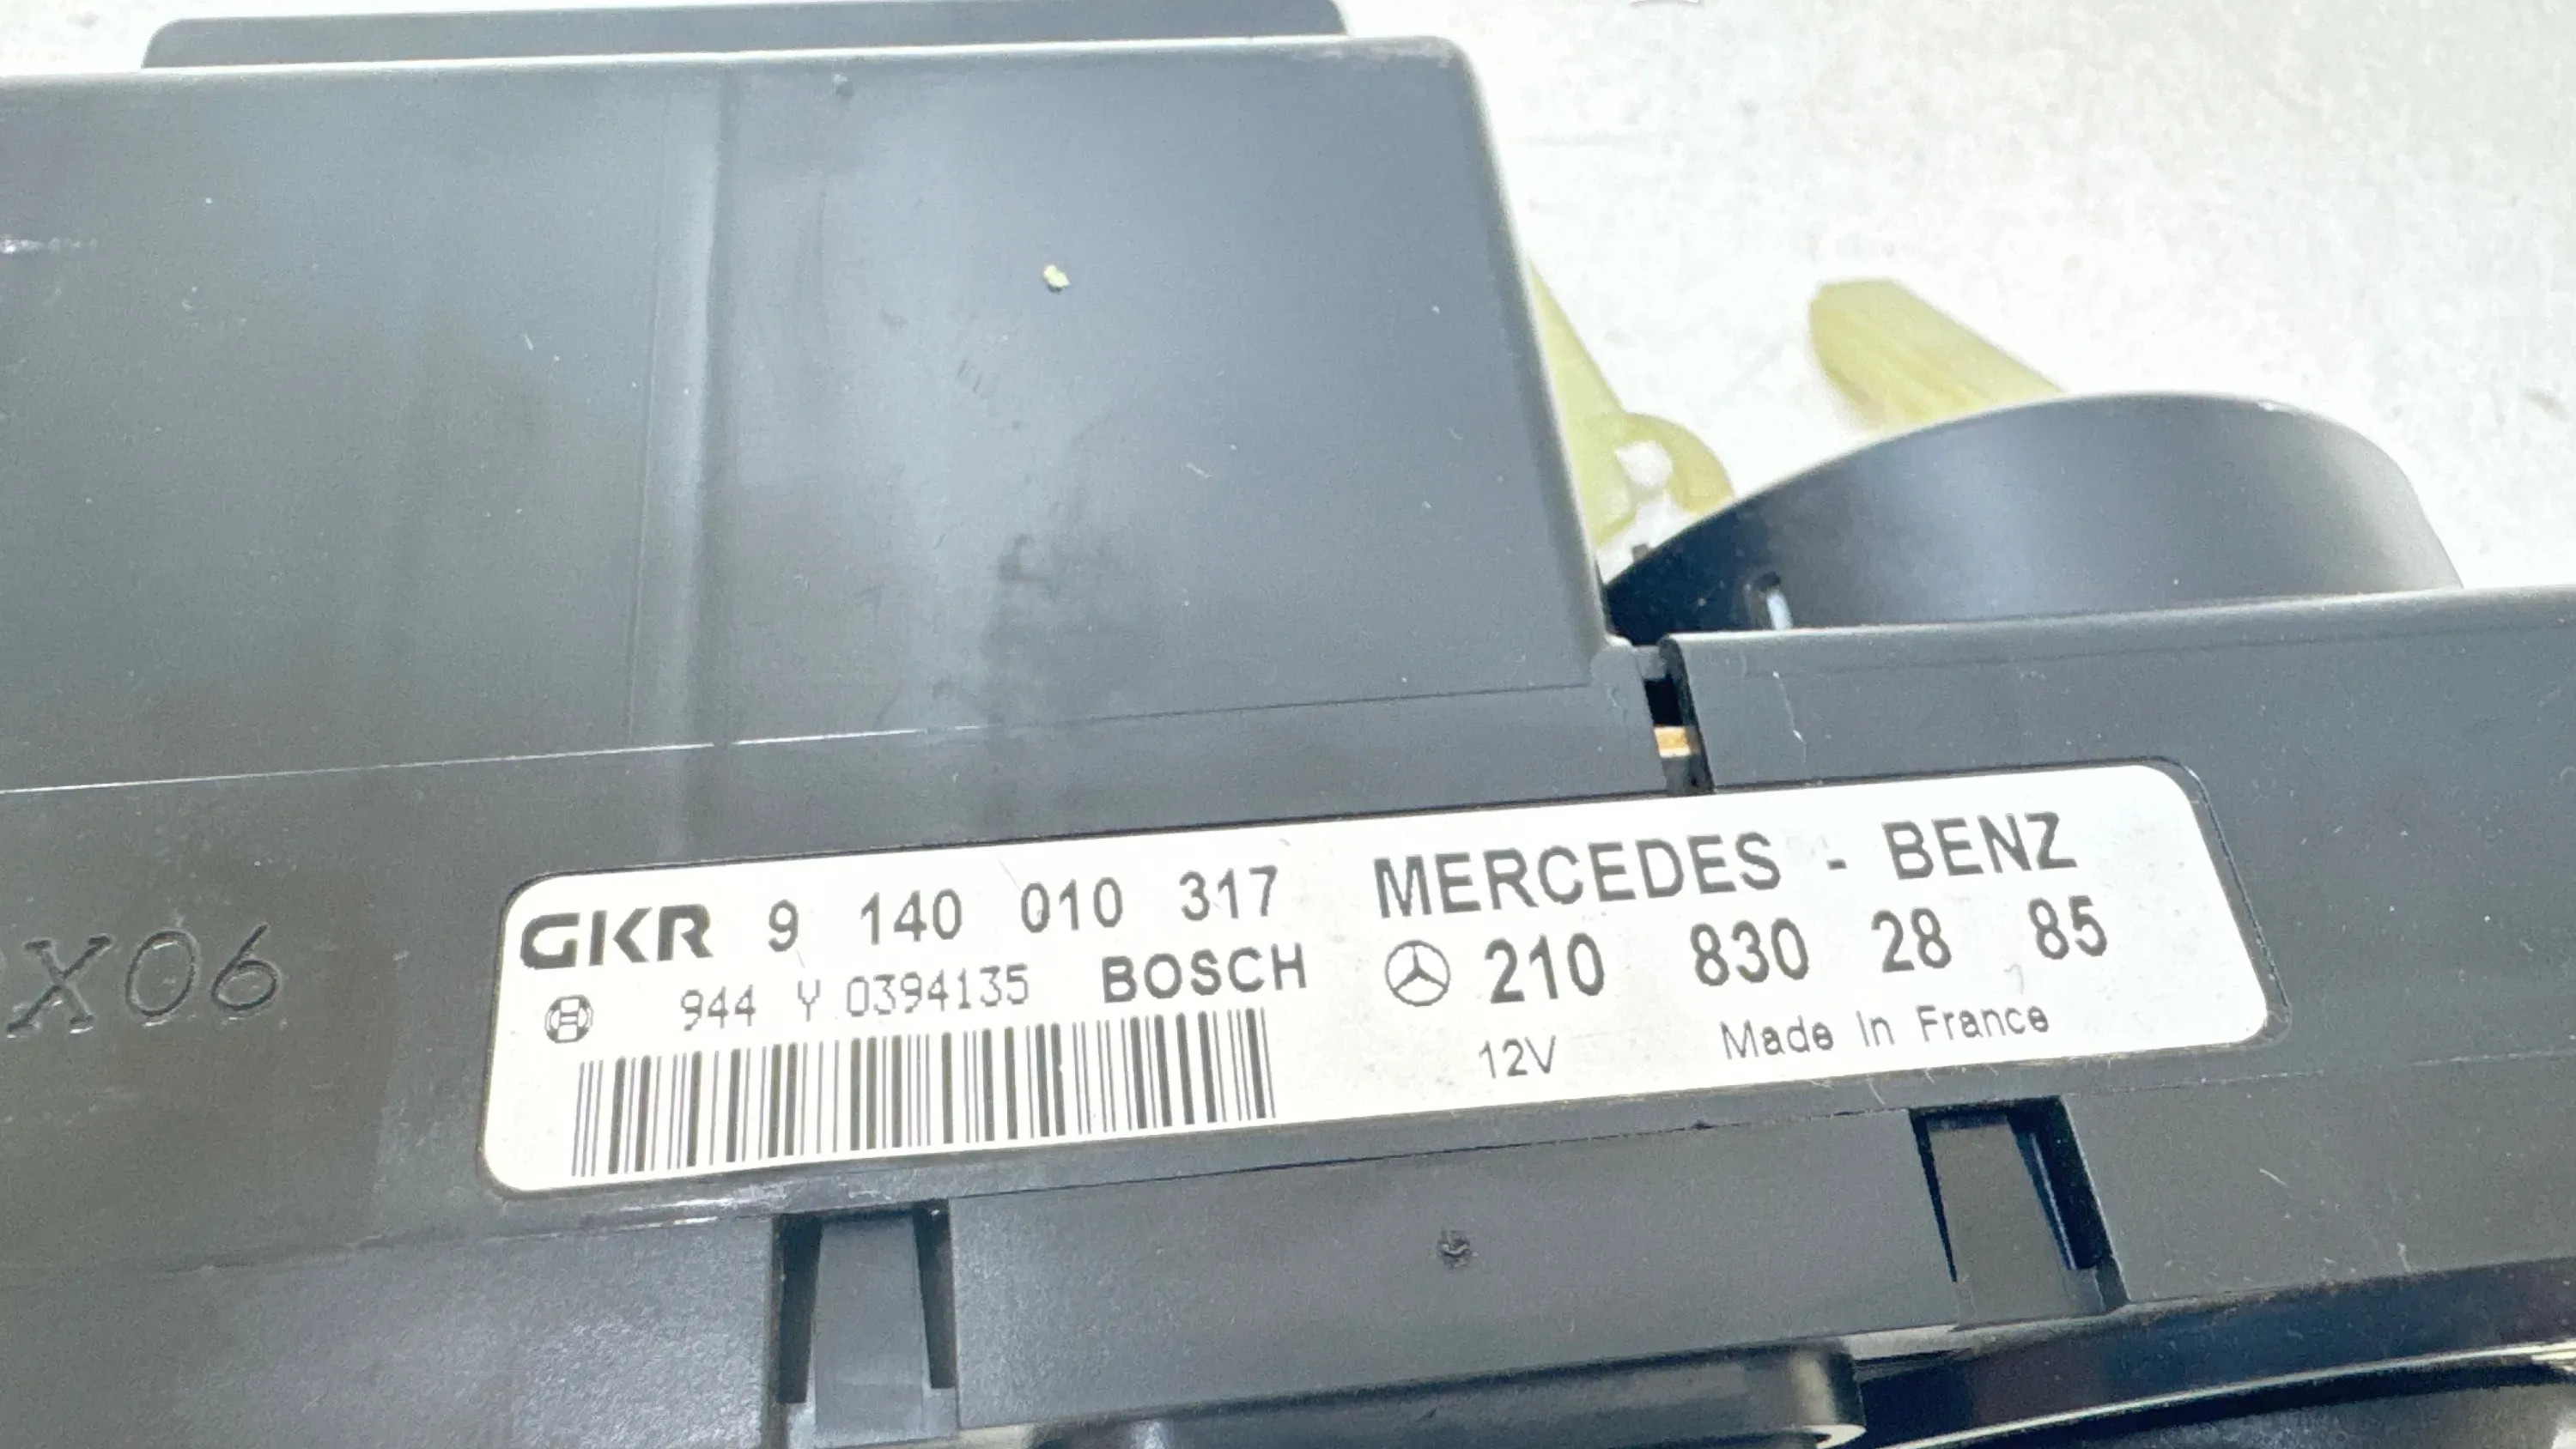 GKR 9 140 010 317
944 Y 0394135 BOSCH
MERCEDES - BENZ
210 830 28 85
12V Made In France
X06